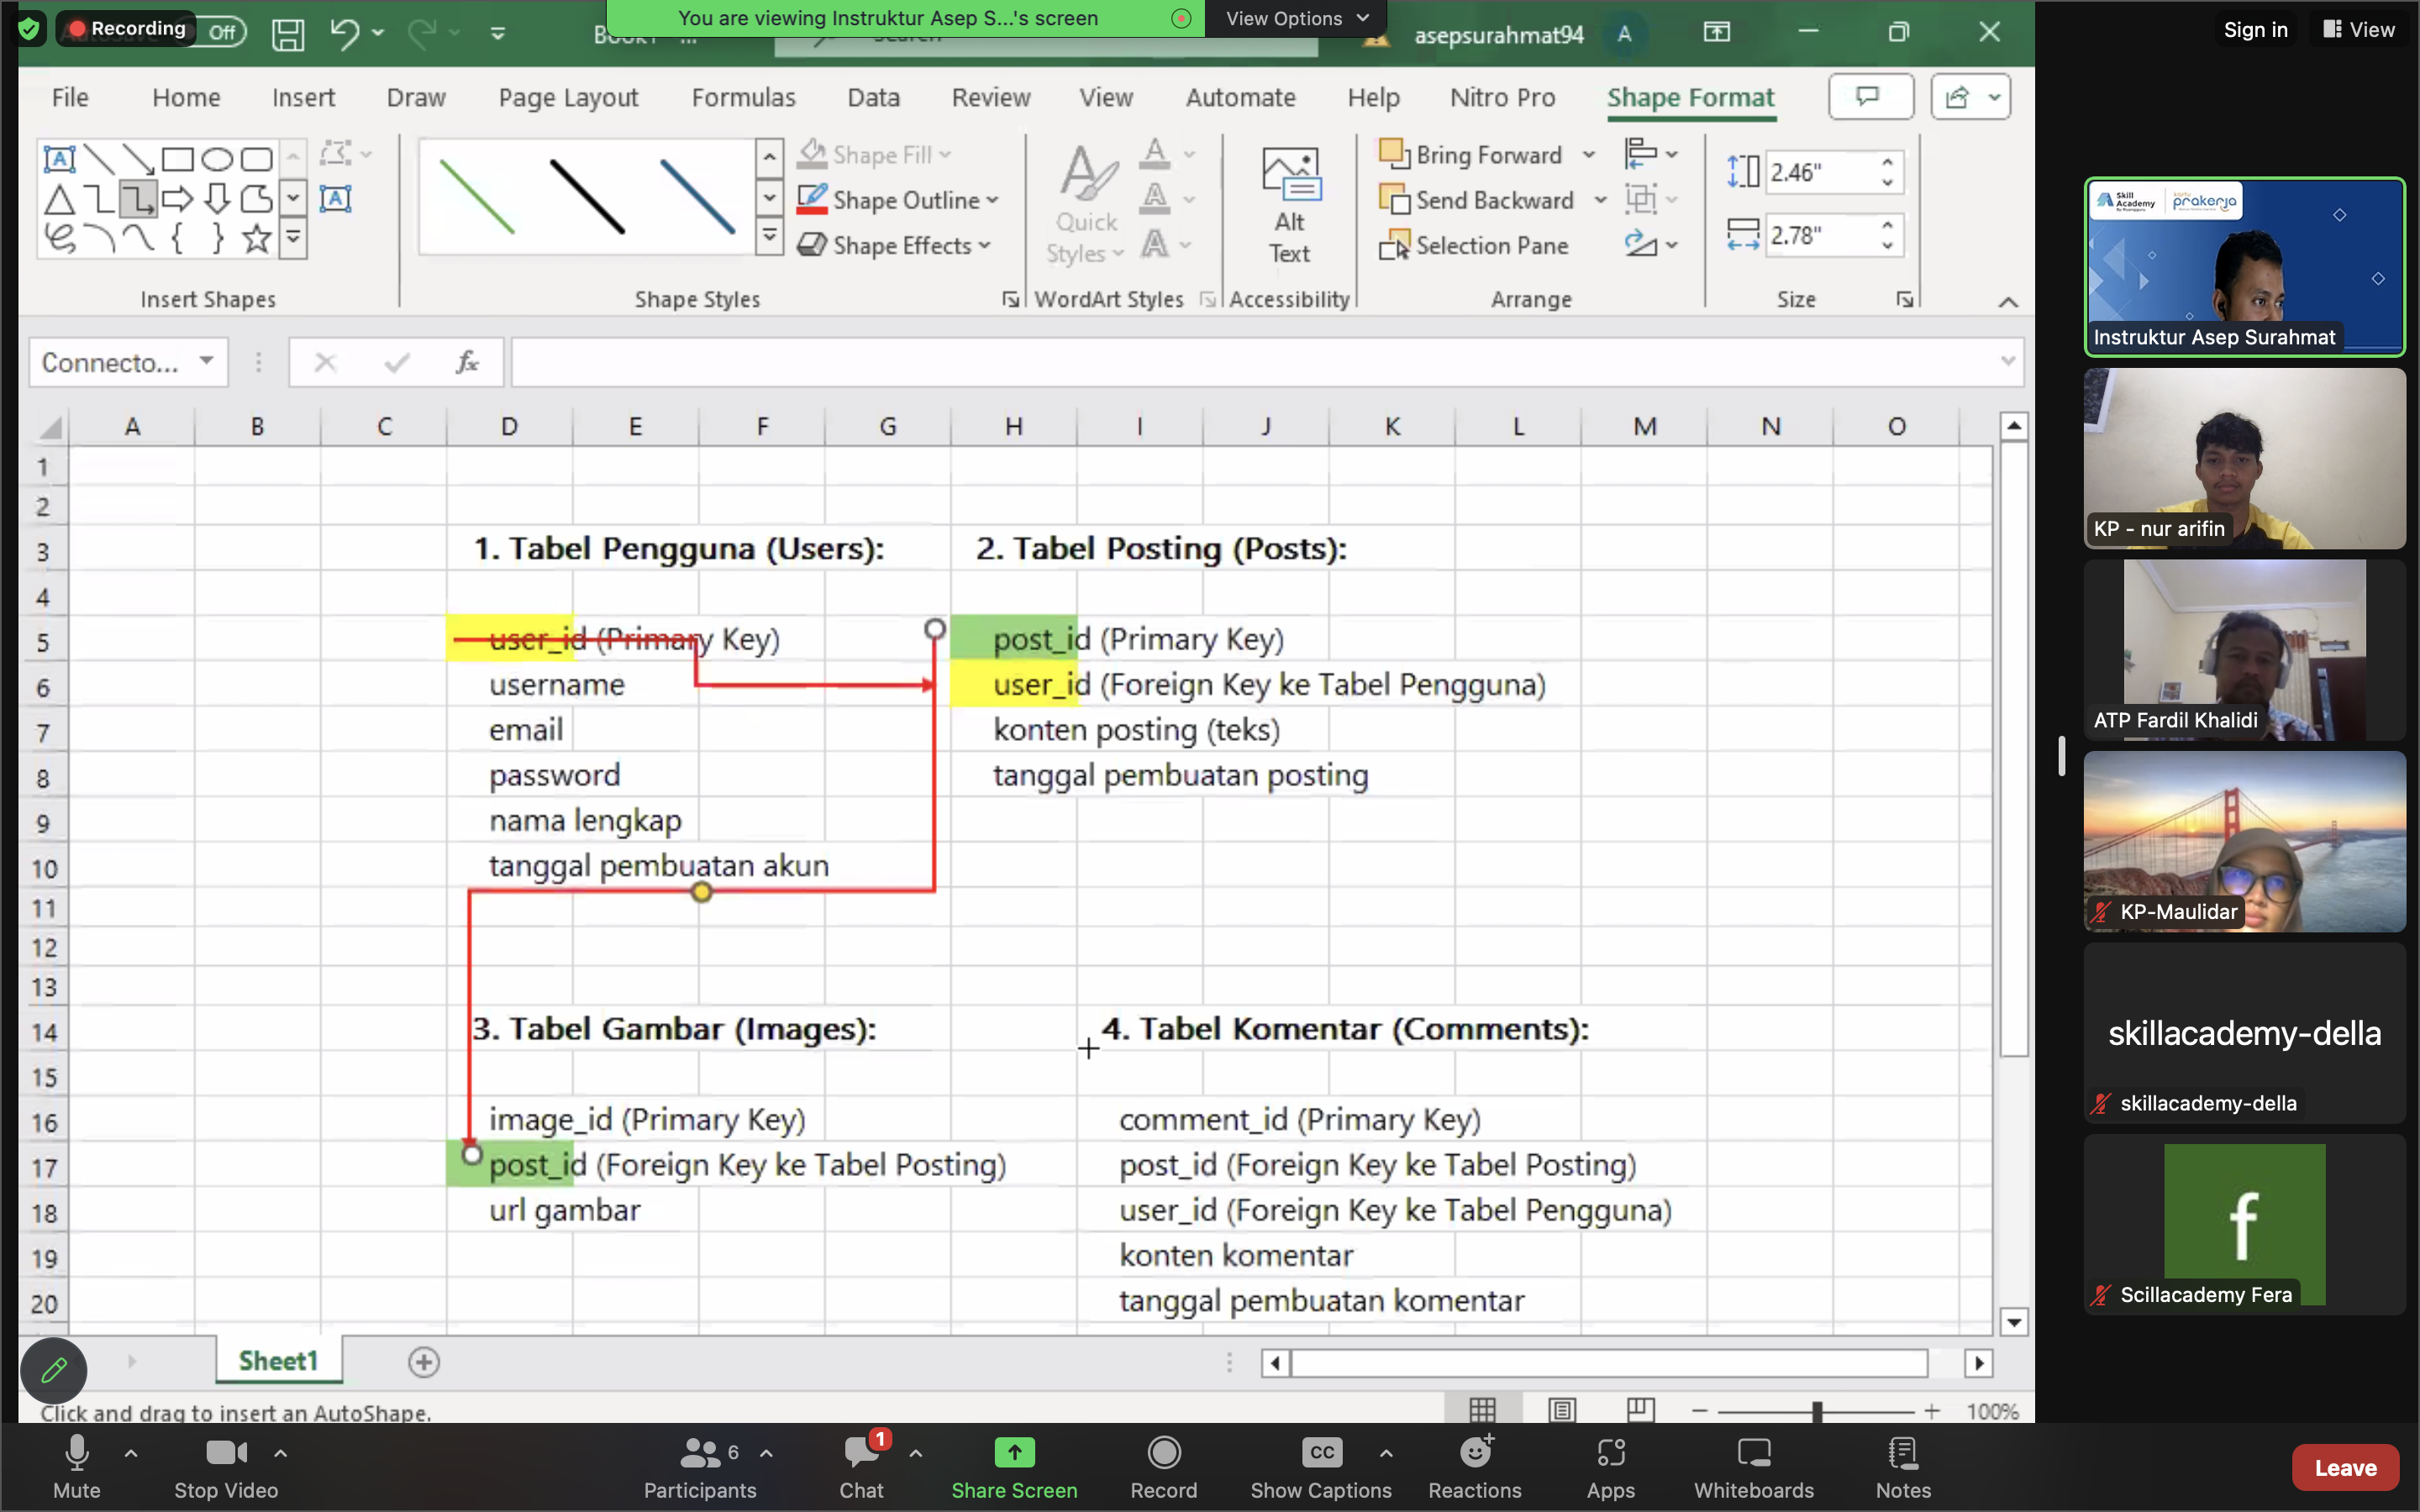 Recording
Off
Book1 ...
You are viewing Instruktur Asep S...'s screen
View Options
asepsurahmat94
A
Sign in
View
File Home Insert Draw Page Layout Formulas Data Review View Automate Help Nitro Pro Shape Format
Shape Fill
Shape Outline
Shape Effects
Quick Styles
Alt Text
Bring Forward
Send Backward
Selection Pane
2.46"
2.78"
Insert Shapes
Shape Styles
WordArt Styles
Accessibility
Arrange
Size
Connecto...
fx
A B C D E F G H I J K L M N O
1
2
3 1. Tabel Pengguna (Users): 2. Tabel Posting (Posts):
4
5 user_id (Primary Key) post_id (Primary Key)
6 username user_id (Foreign Key ke Tabel Pengguna)
7 email konten posting (teks)
8 password tanggal pembuatan posting
9 nama lengkap
10 tanggal pembuatan akun
11
12
13
14 3. Tabel Gambar (Images): 4. Tabel Komentar (Comments):
15
16 image_id (Primary Key) comment_id (Primary Key)
17 post_id (Foreign Key ke Tabel Posting) post_id (Foreign Key ke Tabel Posting)
18 url gambar user_id (Foreign Key ke Tabel Pengguna)
19 konten komentar
20 tanggal pembuatan komentar
Sheet1
Click and drag to insert an AutoShape.
100%
Skill Academy
prakerja
Instruktur Asep Surahmat
KP - nur arifin
ATP Fardil Khalidi
KP-Maulidar
skillacademy-della
skillacademy-della
f
Scillacademy Fera
Mute
Stop Video
6
Participants
1
Chat
Share Screen
Record
CC
Show Captions
Reactions
Apps
Whiteboards
Notes
Leave